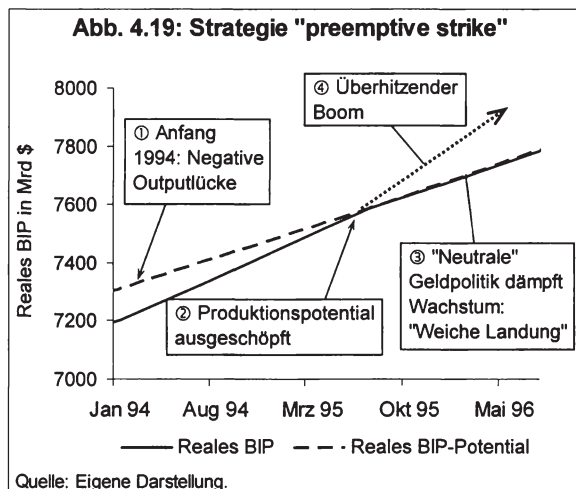 Abb. 4.19: Strategie "preemptive strike"
Reales BIP in Mrd $
8000
7800
7600
7400
7200
7000
① Anfang
1994: Negative
Outputlücke
④ Überhitzender
Boom
② Produktionspotential
ausgeschöpft
③ "Neutrale"
Geldpolitik dämpft
Wachstum:
"Weiche Landung"
Jan 94 Aug 94 Mrz 95 Okt 95 Mai 96
Reales BIP Reales BIP-Potential
Quelle: Eigene Darstellung.